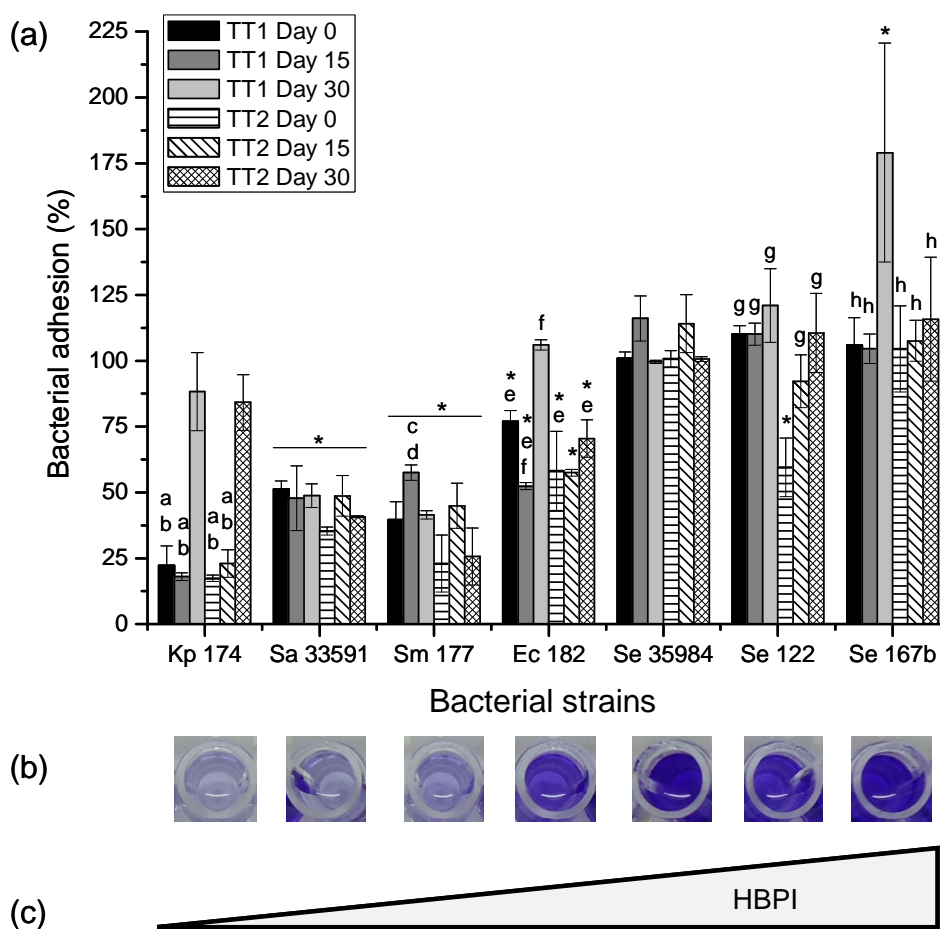 (a)
Bacterial adhesion (%)
225
200
175
150
125
100
75
50
25
0
TT1 Day 0
TT1 Day 15
TT1 Day 30
TT2 Day 0
TT2 Day 15
TT2 Day 30
a b
a b
a b
a b
*
*
c d
* e
* e f
f
* e
*
* e
g
g
g
*
g
g
h
h
*
h
h
h
Kp 174 Sa 33591 Sm 177 Ec 182 Se 35984 Se 122 Se 167b
Bacterial strains
(b)
(c)
HBPI